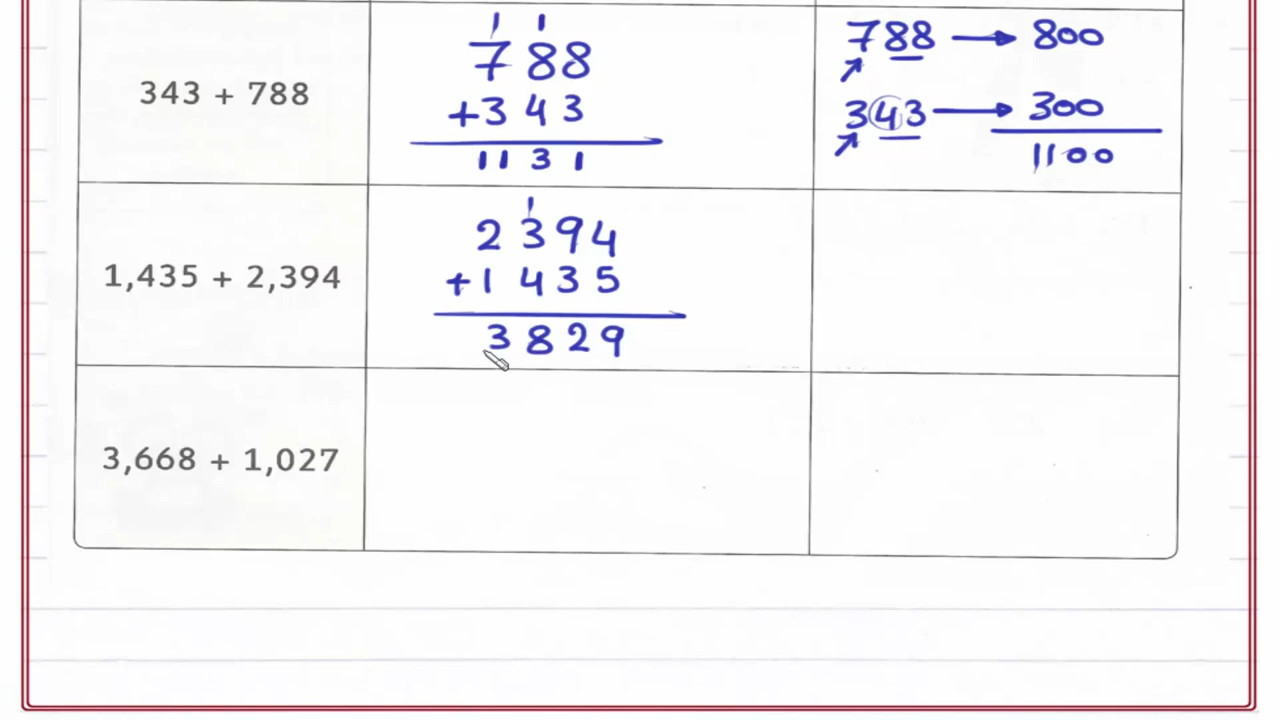 343 + 788
1 1
788
+343
1131
788 → 800
343 → 300
1100
1,435 + 2,394
1
2394
+1435
3829
3,668 + 1,027